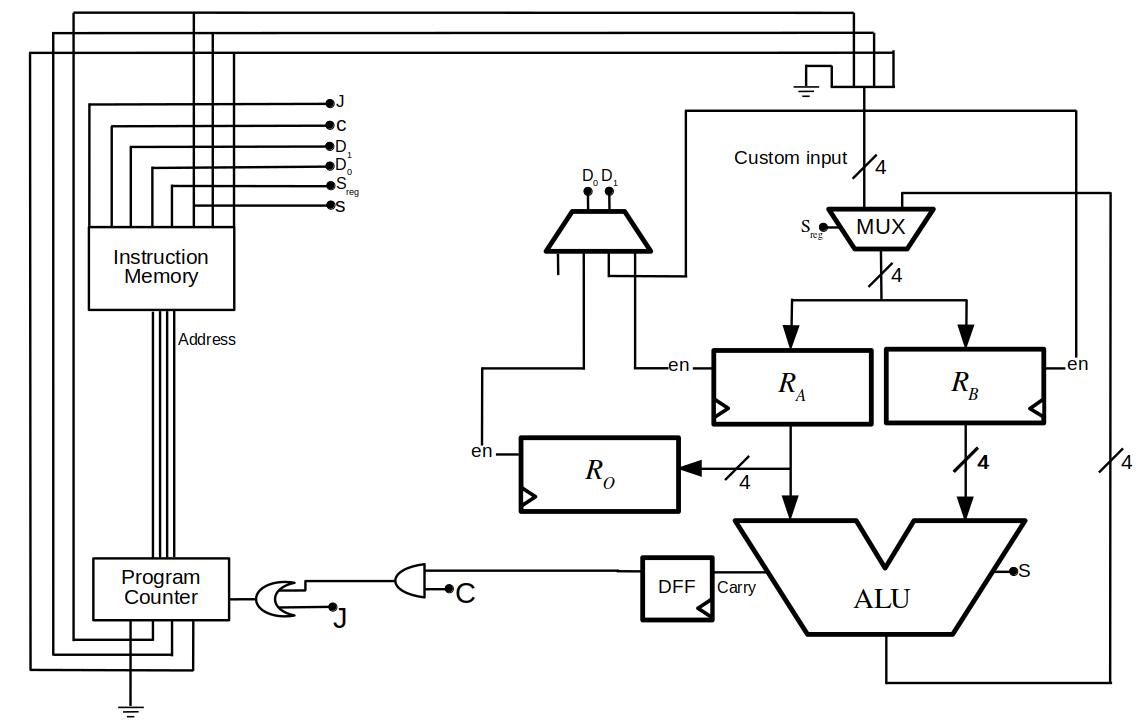 J
C
D1
D0
Sreg
S
Instruction
Memory
Address
D0 D1
Custom input
4
Sreg
MUX
4
en
RA
RB
en
en
RO
4
4
4
Program
Counter
C
J
DFF
Carry
ALU
S